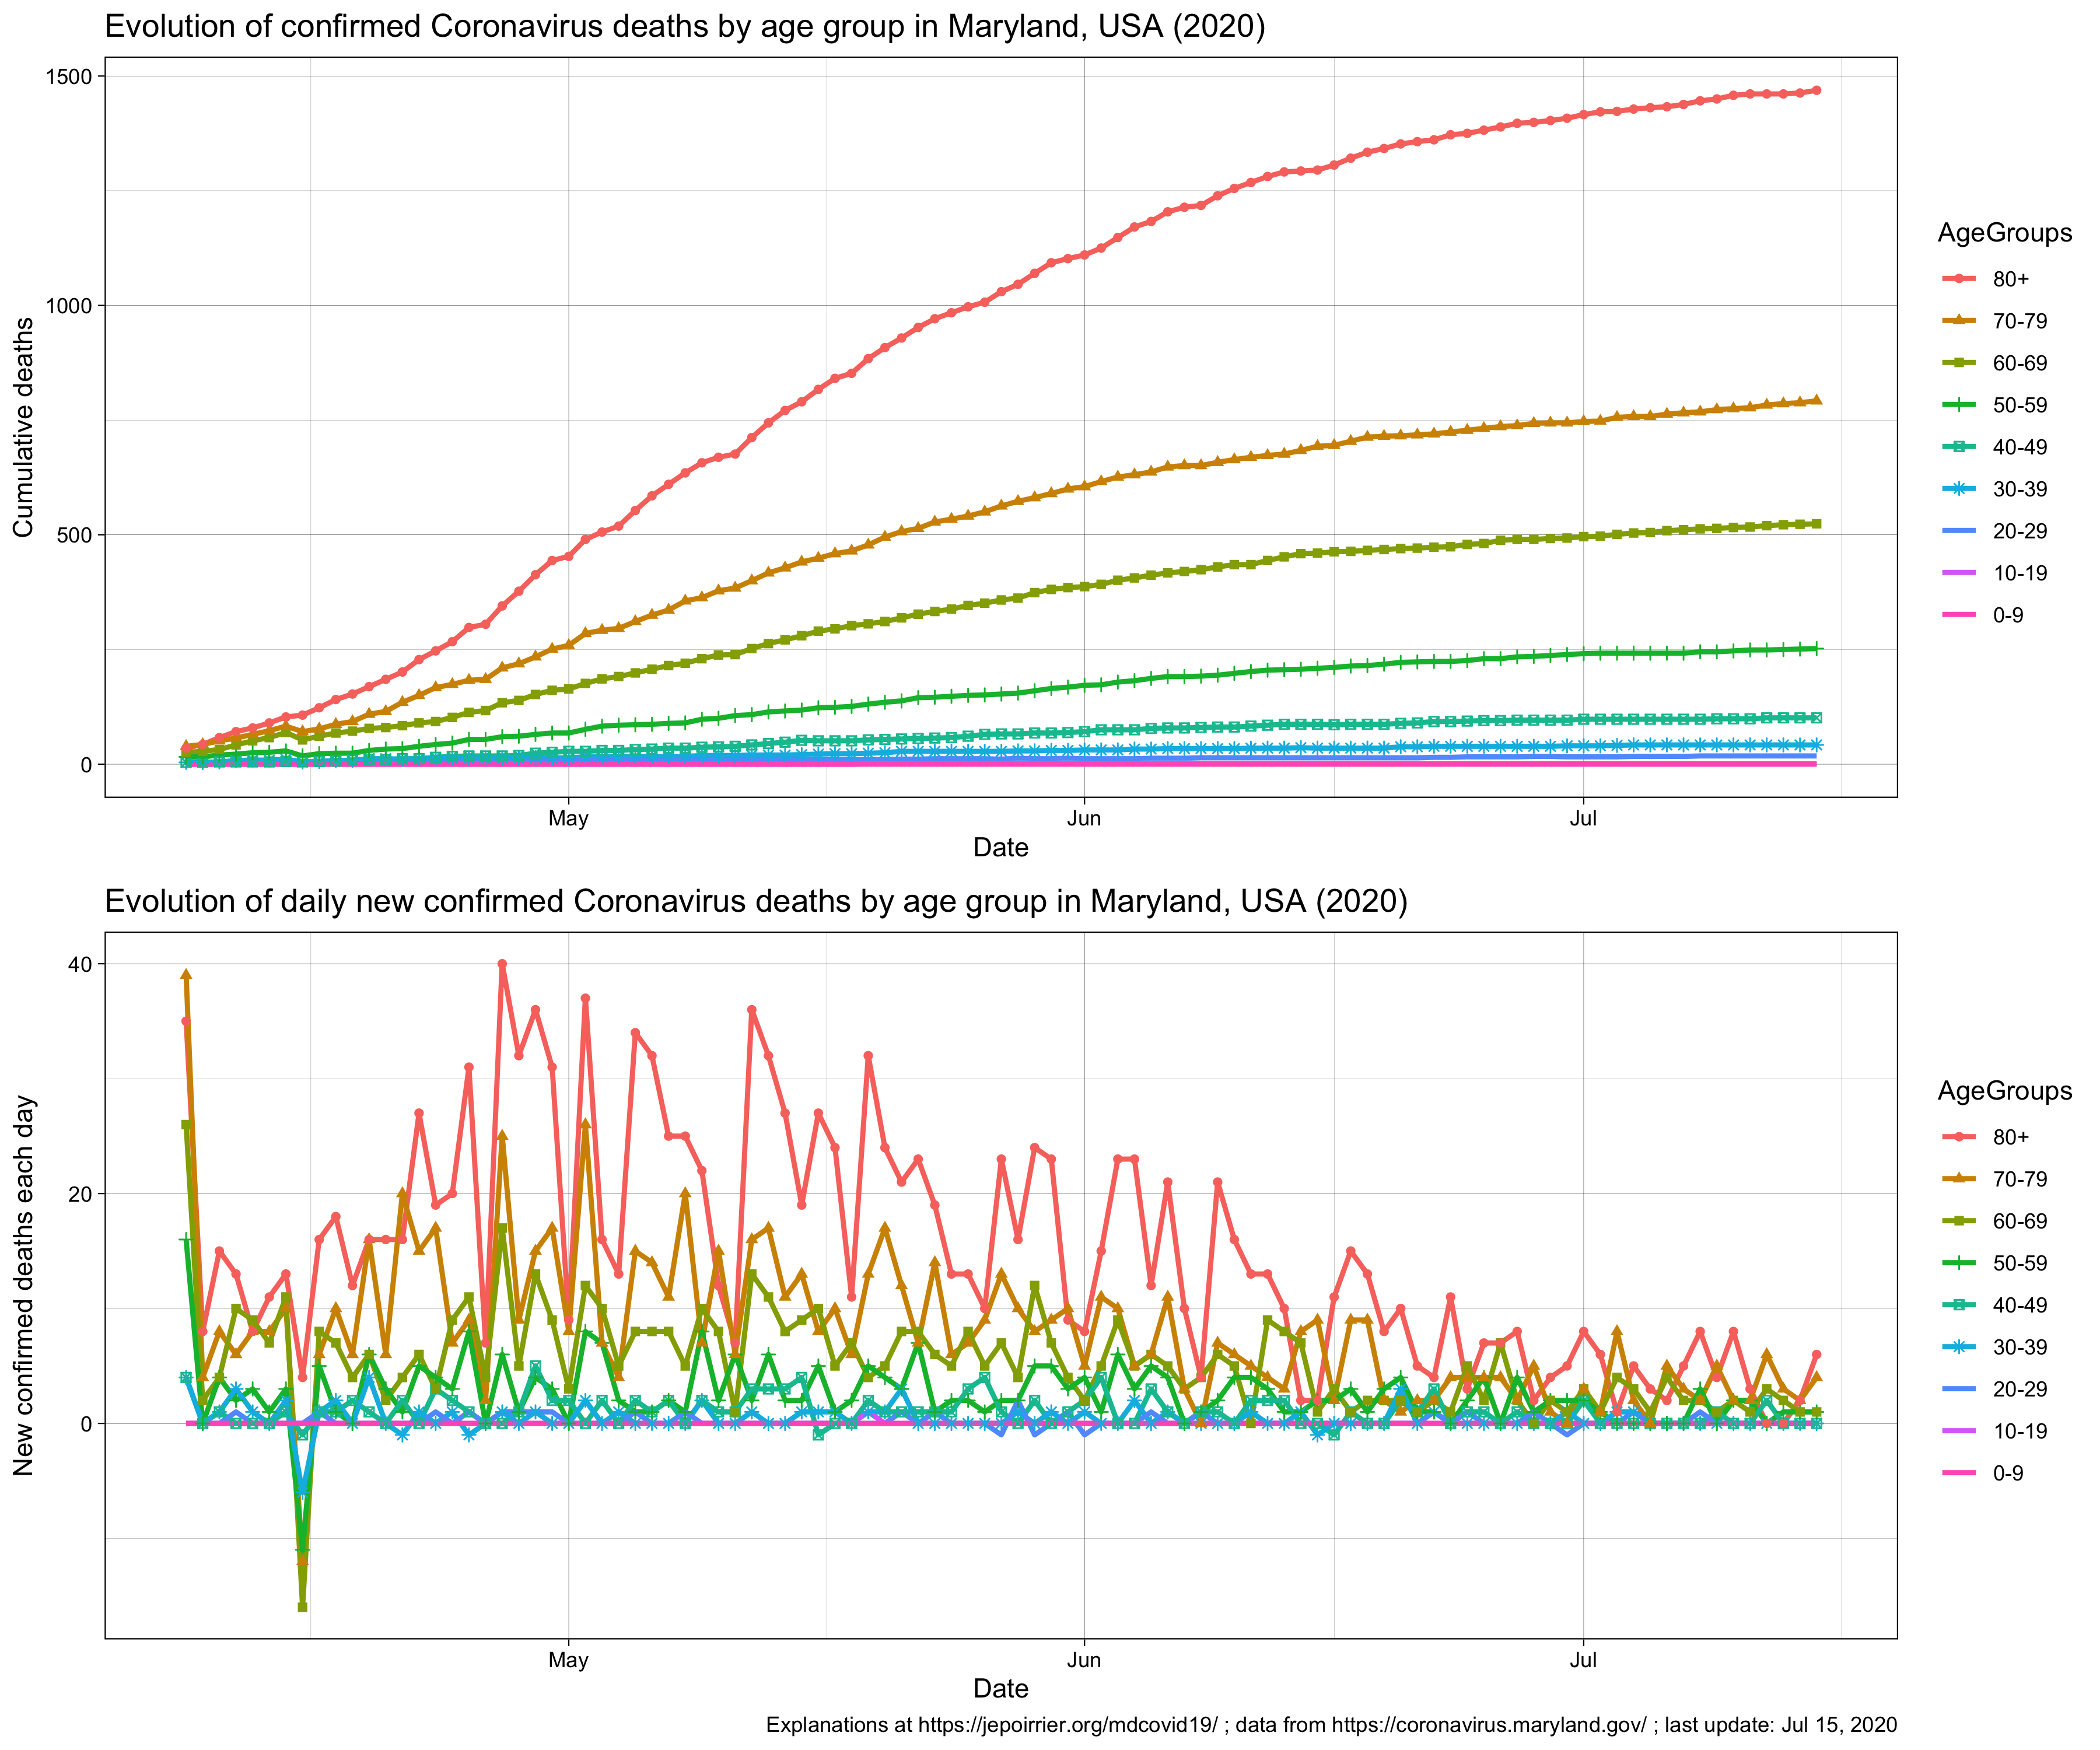 Evolution of confirmed Coronavirus deaths by age group in Maryland, USA (2020)
1500
1000
500
0
Cumulative deaths
May
Jun
Jul
Date
AgeGroups
80+
70-79
60-69
50-59
40-49
30-39
20-29
10-19
0-9
Evolution of daily new confirmed Coronavirus deaths by age group in Maryland, USA (2020)
40
20
0
New confirmed deaths each day
May
Jun
Jul
Date
AgeGroups
80+
70-79
60-69
50-59
40-49
30-39
20-29
10-19
0-9
Explanations at https://jepoirrier.org/mdcovid19/ ; data from https://coronavirus.maryland.gov/ ; last update: Jul 15, 2020